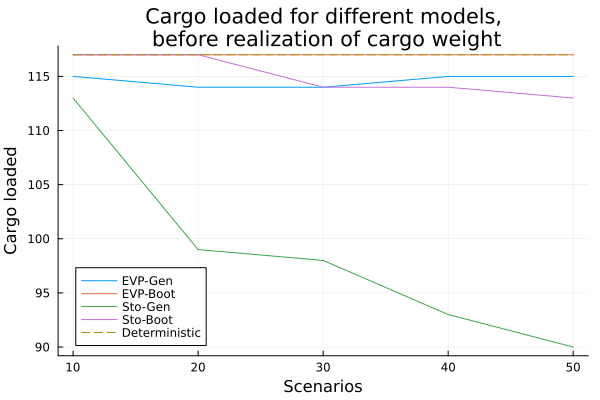 Cargo loaded for different models,
before realization of cargo weight
Cargo loaded
115
110
105
100
95
90
EVP-Gen
EVP-Boot
Sto-Gen
Sto-Boot
Deterministic
10
20
30
40
50
Scenarios